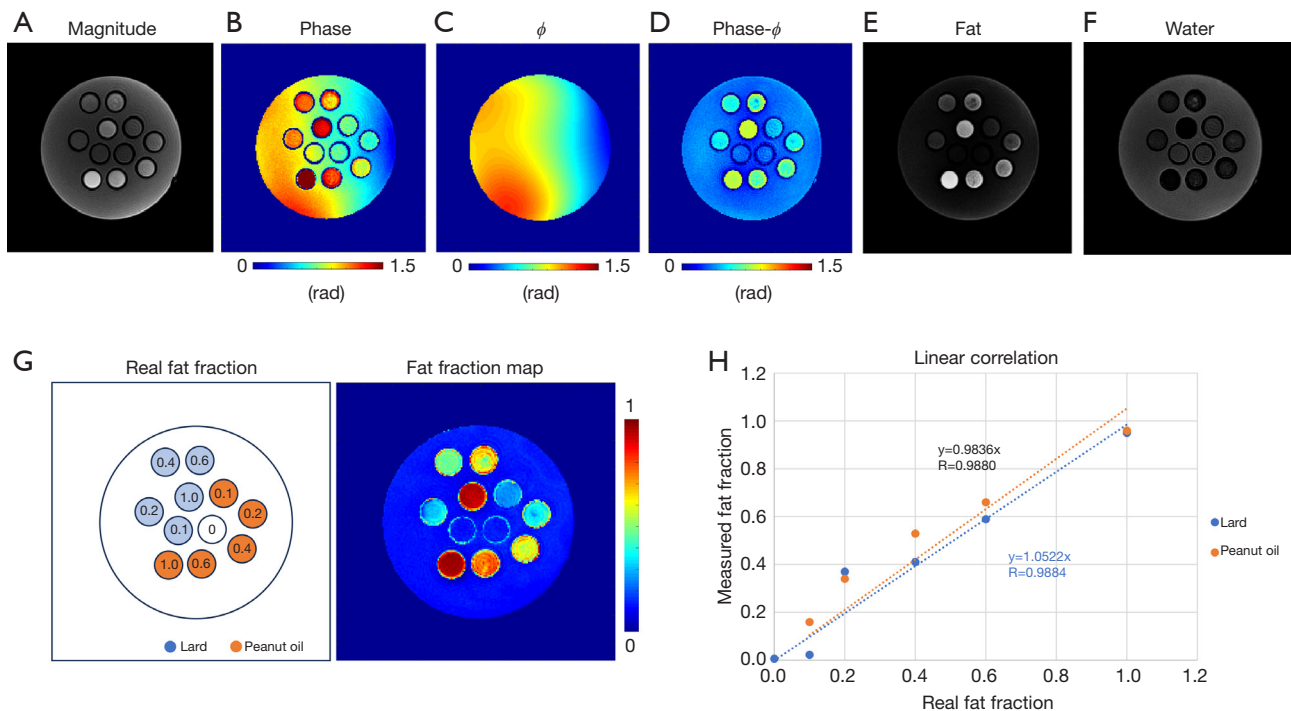 A Magnitude
B Phase
C ϕ
D Phase-ϕ
E Fat
F Water
0 1.5
(rad)
0 1.5
(rad)
0 1.5
(rad)
G Real fat fraction
0.4 0.6
1.0 0.1
0.2 0.2
0.1 0
0.4
1.0 0.6
Lard Peanut oil
Fat fraction map
1
0
H Linear correlation
Measured fat fraction
1.2
1.0
0.8
0.6
0.4
0.2
0.0
y=0.9836x
R=0.9880
y=1.0522x
R=0.9884
Lard
Peanut oil
0.0 0.2 0.4 0.6 0.8 1.0 1.2
Real fat fraction